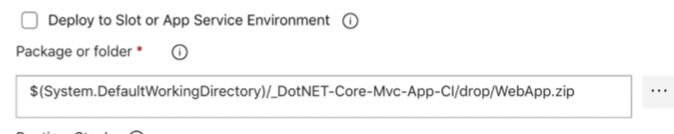 Deploy to Slot or App Service Environment
Package or folder *
$(System.DefaultWorkingDirectory)/_DotNET-Core-Mvc-App-CI/drop/WebApp.zip
...